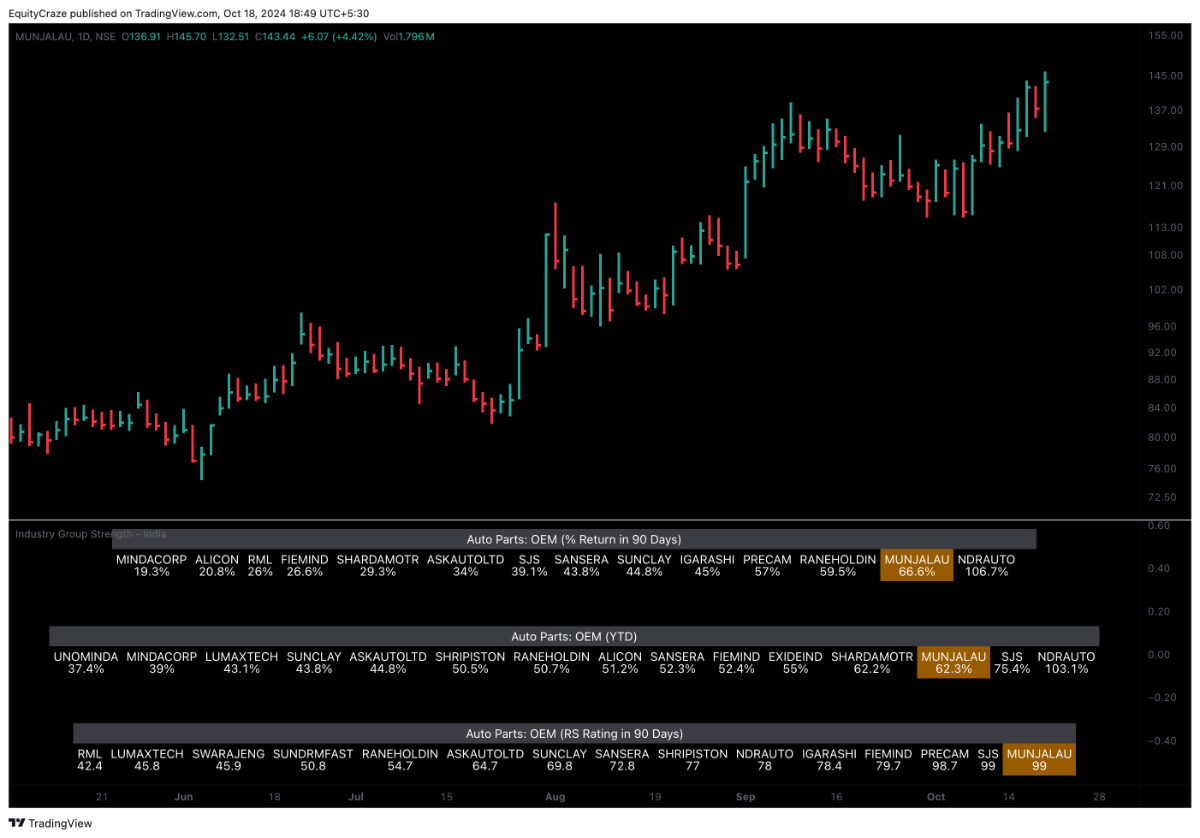 EquityCraze published on TradingView.com, Oct 18, 2024 18:49 UTC+5:30
MUNJALAU, 1D, NSE O136.91 H145.70 L132.51 C143.44 +6.07 (+4.42%) Vol1.796 M
155.00
145.00
137.00
129.00
121.00
113.00
108.00
102.00
96.00
92.00
88.00
84.00
80.00
76.00
72.50
Industry Group Strength - India
0.60
0.40
0.20
0.00
−0.20
−0.40
Auto Parts: OEM (% Return in 90 Days)
MINDACORP ALICON RML FIEMIND SHARDAMOTR ASKAUTOLTD SJS SANSERA SUNCLAY IGARASHI PRECAM RANEHOLDIN MUNJALAU NDRAUTO
19.3% 20.8% 26% 26.6% 29.3% 34% 39.1% 43.8% 44.8% 45% 57% 59.5% 66.6% 106.7%
Auto Parts: OEM (YTD)
UNOMINDA MINDACORP LUMAXTECH SUNCLAY ASKAUTOLTD SHRIPISTON RANEHOLDIN ALICON SANSERA FIEMIND EXIDEIND SHARDAMOTR MUNJALAU SJS NDRAUTO
37.4% 39% 43.1% 43.8% 44.8% 50.5% 50.7% 51.2% 52.3% 52.4% 55% 62.2% 62.3% 75.4% 103.1%
Auto Parts: OEM (RS Rating in 90 Days)
RML LUMAXTECH SWARAJENG SUNDRMFAST RANEHOLDIN ASKAUTOLTD SUNCLAY SANSERA SHRIPISTON NDRAUTO IGARASHI FIEMIND PRECAM SJS MUNJALAU
42.4 45.8 45.9 50.8 54.7 64.7 69.8 72.8 77 78 78.4 79.7 98.7 99 99
21 Jun 18 Jul 15 Aug 19 Sep 16 Oct 14 28
TradingView